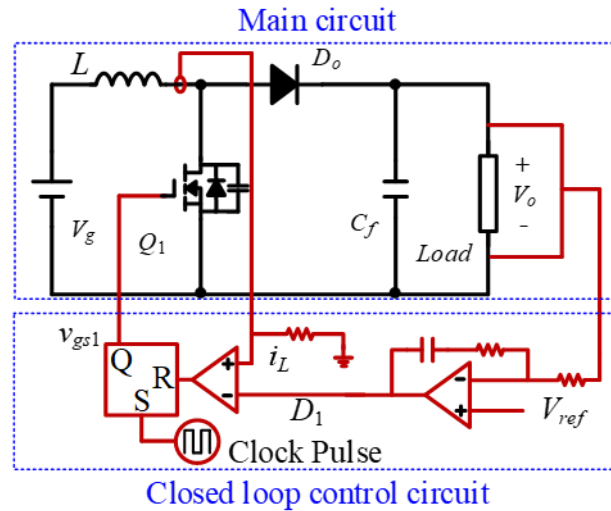 Main circuit
L
D_o
V_g
Q_1
C_f
Load
+
V_o
-
v_gs1
Q
R
S
+
-
i_L
D_1
-
+
V_ref
Clock Pulse
Closed loop control circuit